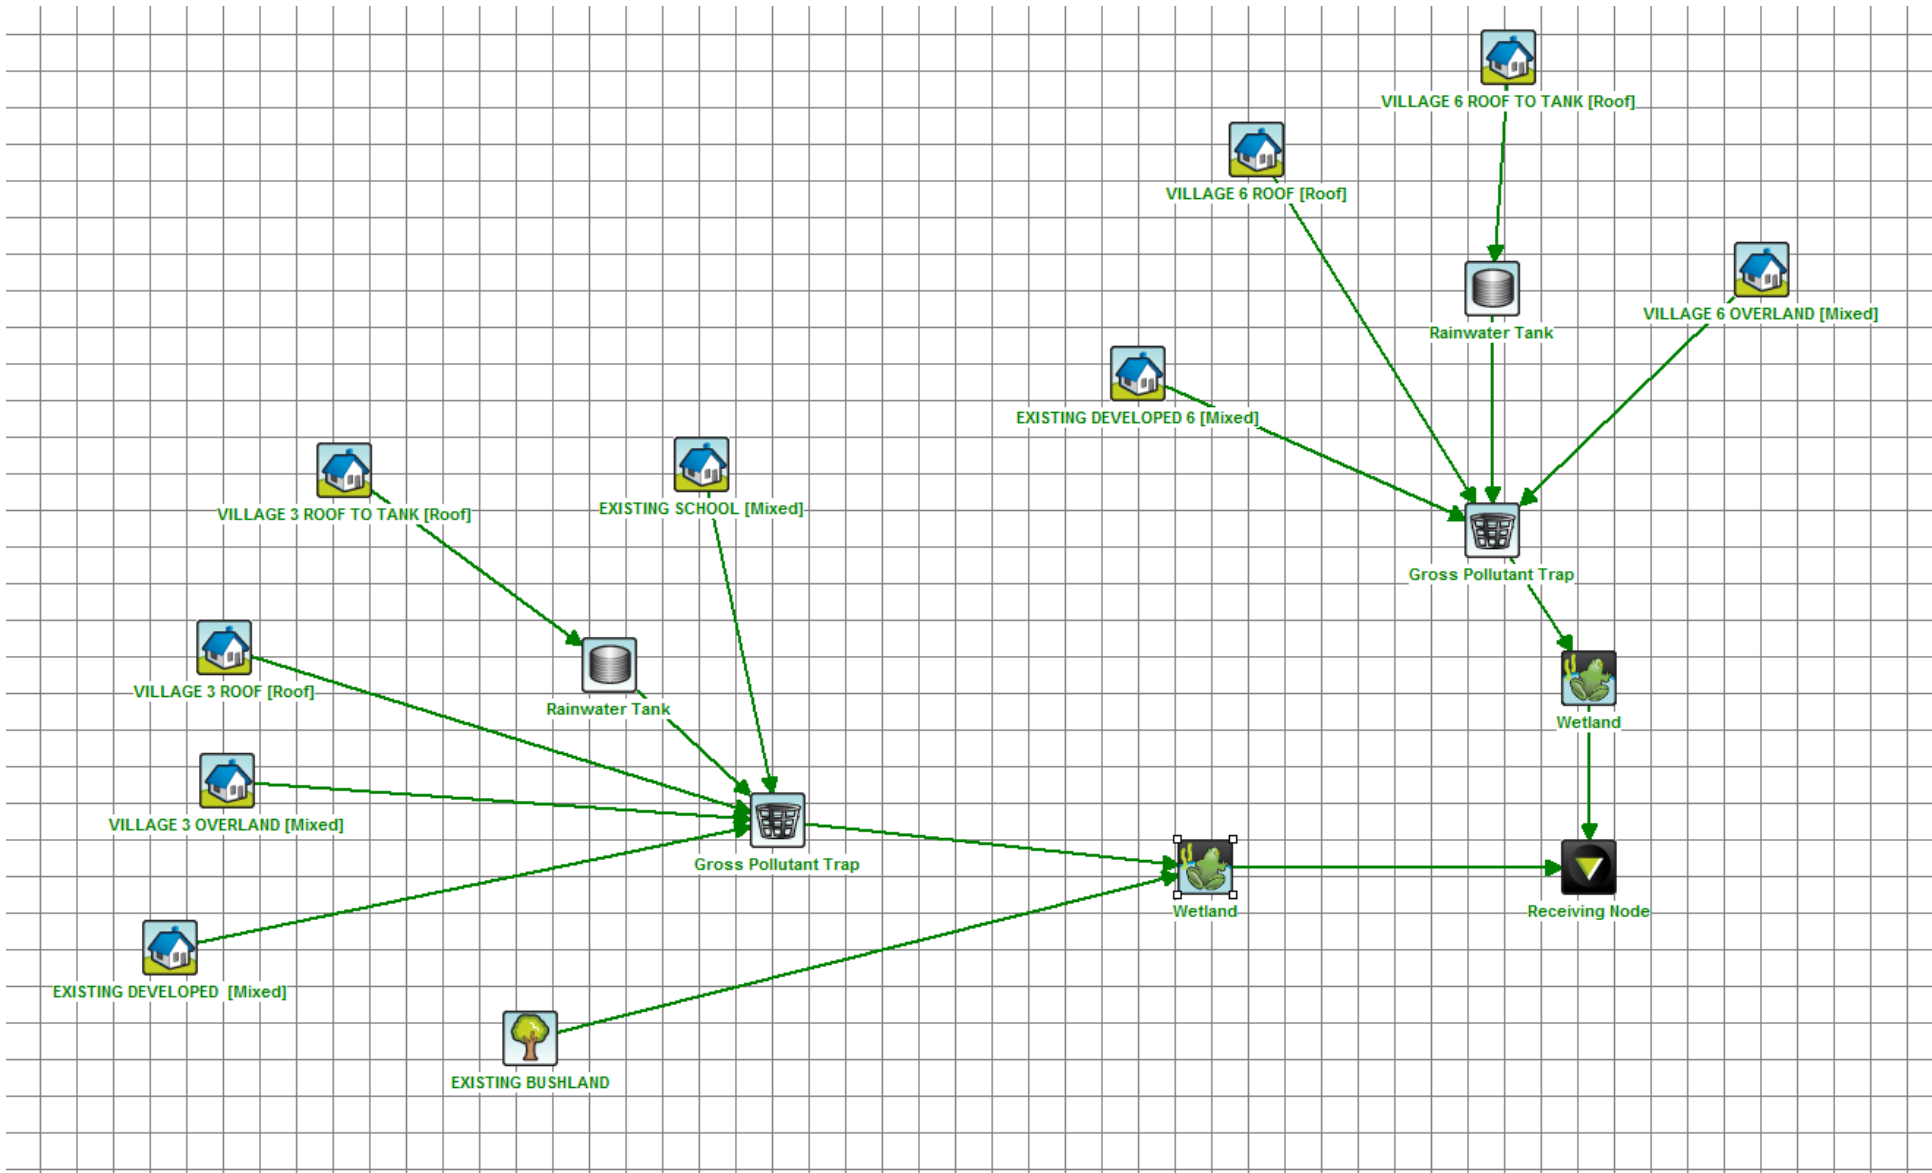 VILLAGE 6 ROOF TO TANK [Roof]
VILLAGE 6 ROOF [Roof]
VILLAGE 6 OVERLAND [Mixed]
Rainwater Tank
EXISTING DEVELOPED 6 [Mixed]
VILLAGE 3 ROOF TO TANK [Roof]
EXISTING SCHOOL [Mixed]
Gross Pollutant Trap
VILLAGE 3 ROOF [Roof]
Rainwater Tank
Wetland
VILLAGE 3 OVERLAND [Mixed]
Gross Pollutant Trap
Wetland
Receiving Node
EXISTING DEVELOPED  [Mixed]
EXISTING BUSHLAND